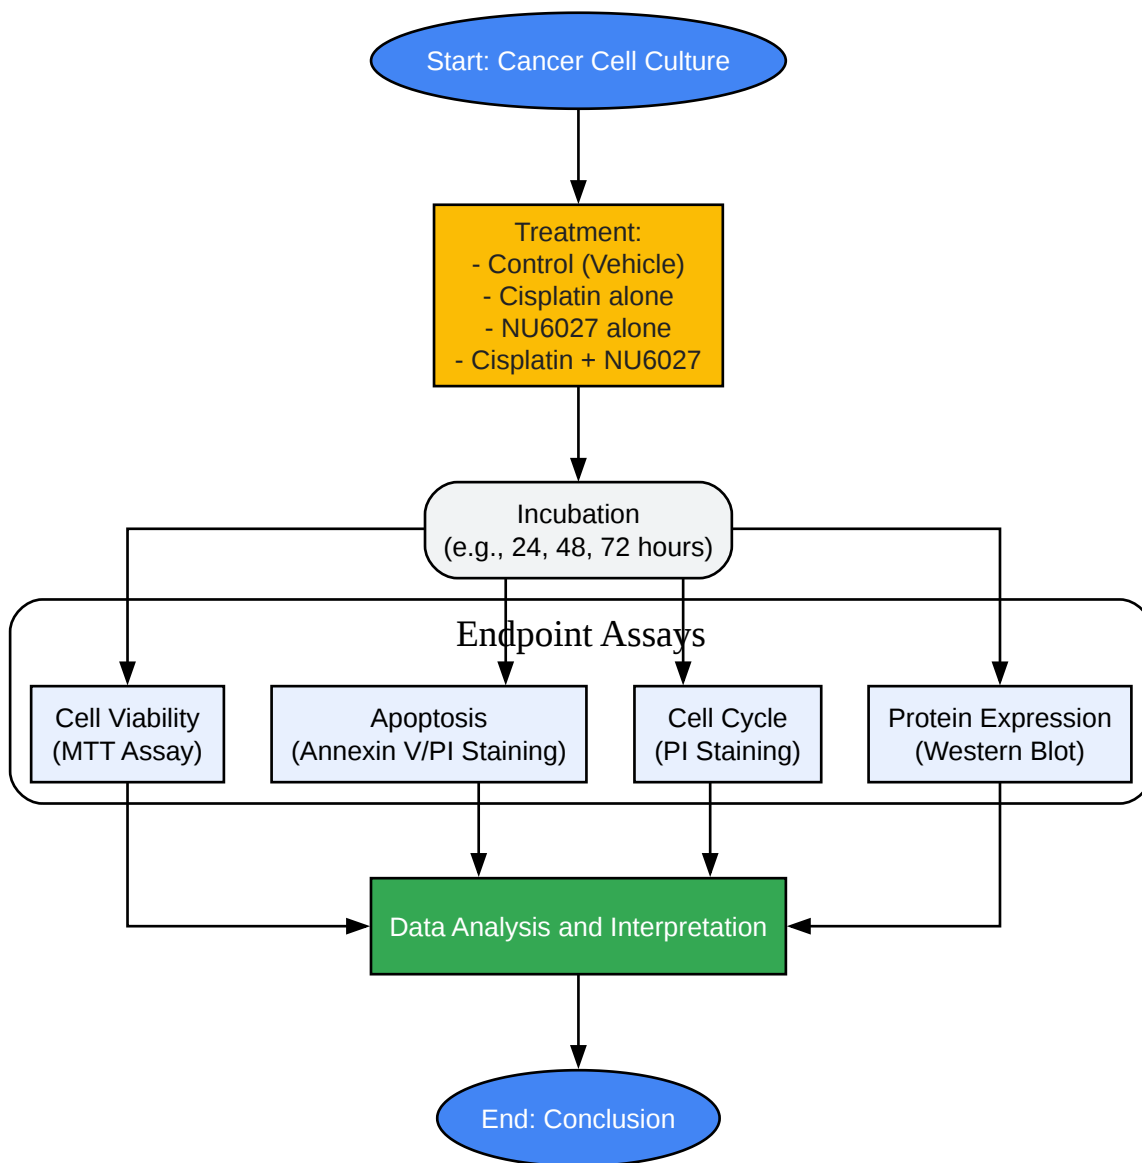 Start: Cancer Cell Culture
Treatment:
- Control (Vehicle)
- Cisplatin alone
- NU6027 alone
- Cisplatin + NU6027
Incubation
(e.g., 24, 48, 72 hours)
Endpoint Assays
Cell Viability
(MTT Assay)
Apoptosis
(Annexin V/PI Staining)
Cell Cycle
(PI Staining)
Protein Expression
(Western Blot)
Data Analysis and Interpretation
End: Conclusion